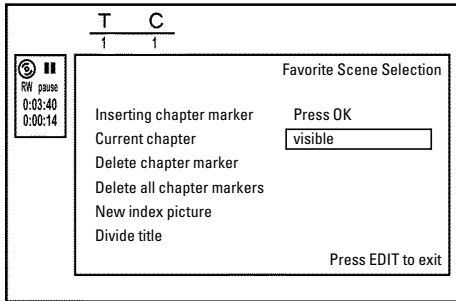 T C
1 1
RW pause
0:03:40
0:00:14
Favorite Scene Selection
Inserting chapter marker Press OK
Current chapter visible
Delete chapter marker
Delete all chapter markers
New index picture
Divide title
Press EDIT to exit